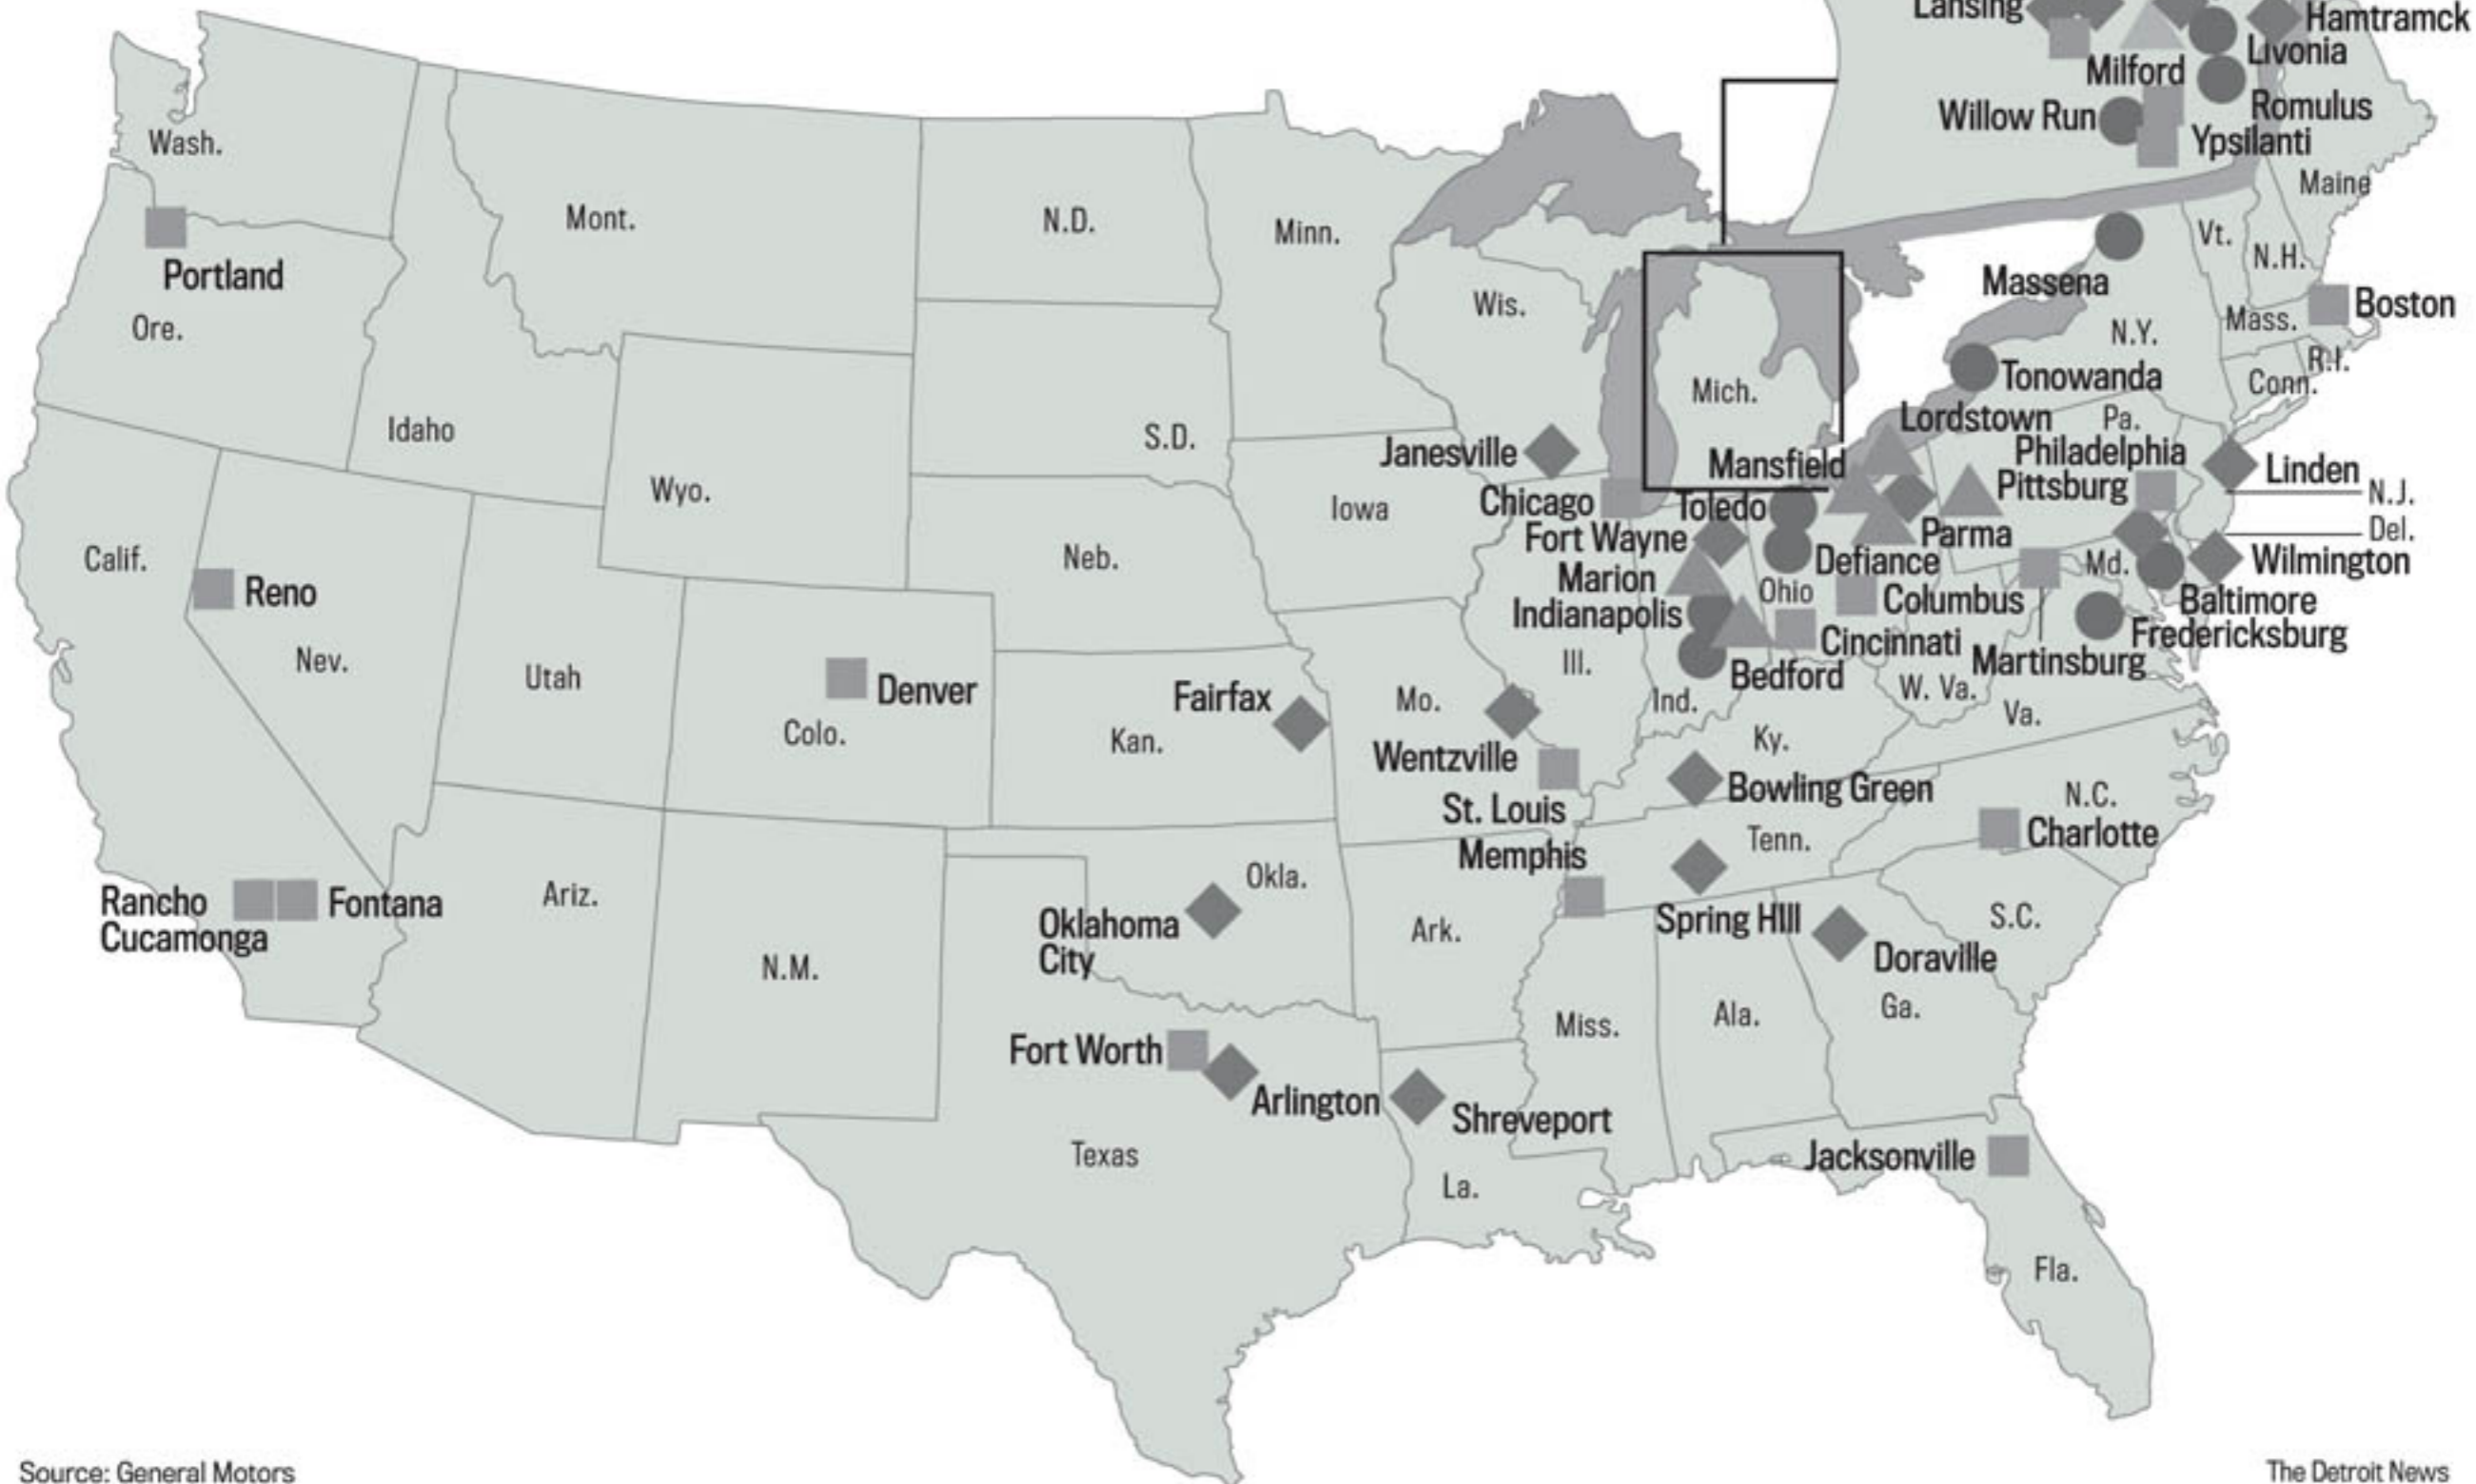 Lansing
Hamtramck
Livonia
Milford
Willow Run
Romulus
Ypsilanti
Wash.
Maine
Mont.
N.D.
Minn.
Vt.
N.H.
Portland
Massena
Ore.
Wis.
Boston
Mass.
N.Y.
R.I.
Mich.
Tonowanda
Conn.
Idaho
S.D.
Lordstown
Pa.
Janesville
Mansfield
Philadelphia
Linden
Wyo.
Chicago
Toledo
Pittsburg
N.J.
Iowa
Fort Wayne
Parma
Del.
Calif.
Neb.
Marion
Defiance
Md.
Wilmington
Reno
Ohio
Columbus
Baltimore
Indianapolis
Cincinnati
Fredericksburg
Nev.
Utah
Denver
Ill.
Bedford
Martinsburg
Fairfax
Mo.
Ind.
W. Va.
Va.
Colo.
Kan.
Ky.
Wentzville
Bowling Green
N.C.
St. Louis
Charlotte
Memphis
Tenn.
Rancho
Cucamonga
Fontana
Ariz.
Okla.
Oklahoma
City
Ark.
Spring HIll
S.C.
Doraville
N.M.
Ga.
Miss.
Ala.
Fort Worth
Arlington
Shreveport
Texas
Jacksonville
La.
Fla.
Source: General Motors
The Detroit News